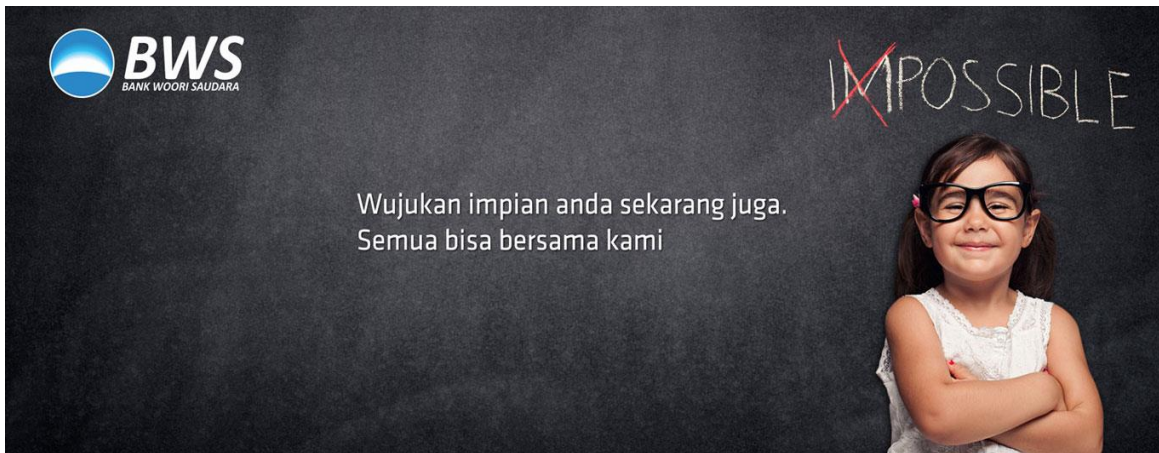 BWS
BANK WOORI SAUDARA
IMPOSSIBLE
Wujukan impian anda sekarang juga.
Semua bisa bersama kami